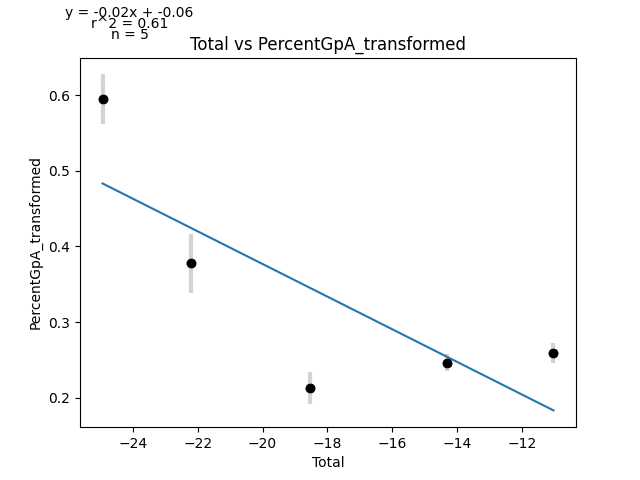 y = -0.02x + -0.06
r^2 = 0.61
n = 5
Total vs PercentGpA_transformed
PercentGpA_transformed
0.6
0.5
0.4
0.3
0.2
−24
−22
−20
−18
−16
−14
−12
Total